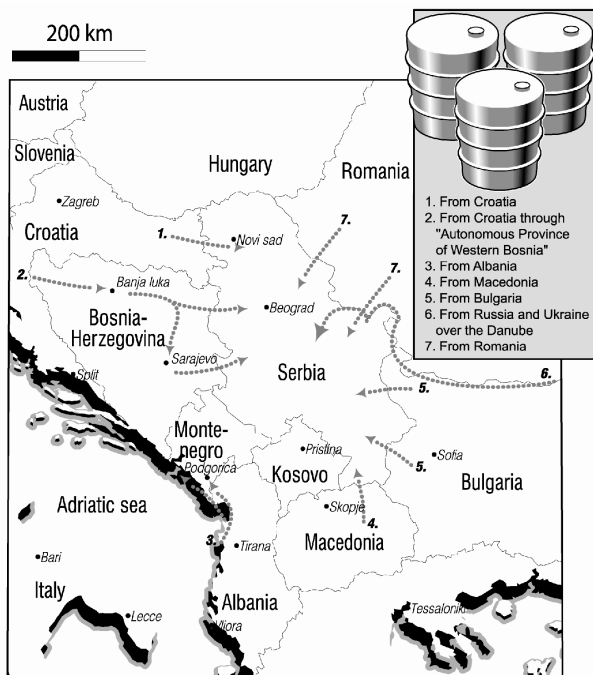 200 km
Austria
Slovenia
Hungary
Romania
Zagreb
Croatia
1.
Novi sad
7.
2.
Banja luka
7.
Beograd
Bosnia-
Herzegovina
Sarajevo
Split
Serbia
5.
6.
Monte-
negro
Podgorica
Pristina
Kosovo
5.
Sofia
Bulgaria
Adriatic sea
Skopje
4.
3.
Tirana
Macedonia
Bari
Italy
Lecce
Albania
Vliora
Tessaloniki
1. From Croatia
2. From Croatia through
"Autonomous Province
of Western Bosnia"
3. From Albania
4. From Macedonia
5. From Bulgaria
6. From Russia and Ukraine
over the Danube
7. From Romania